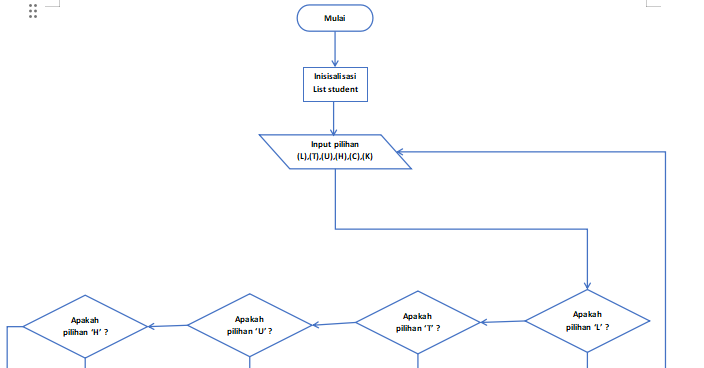 Mulai
Inisisalisasi
List student
Input pilihan
(L),(T),(U),(H),(C),(K)
Apakah
pilihan ‘H’ ?
Apakah
pilihan ‘U’ ?
Apakah
pilihan ‘T’ ?
Apakah
pilihan ‘L’ ?